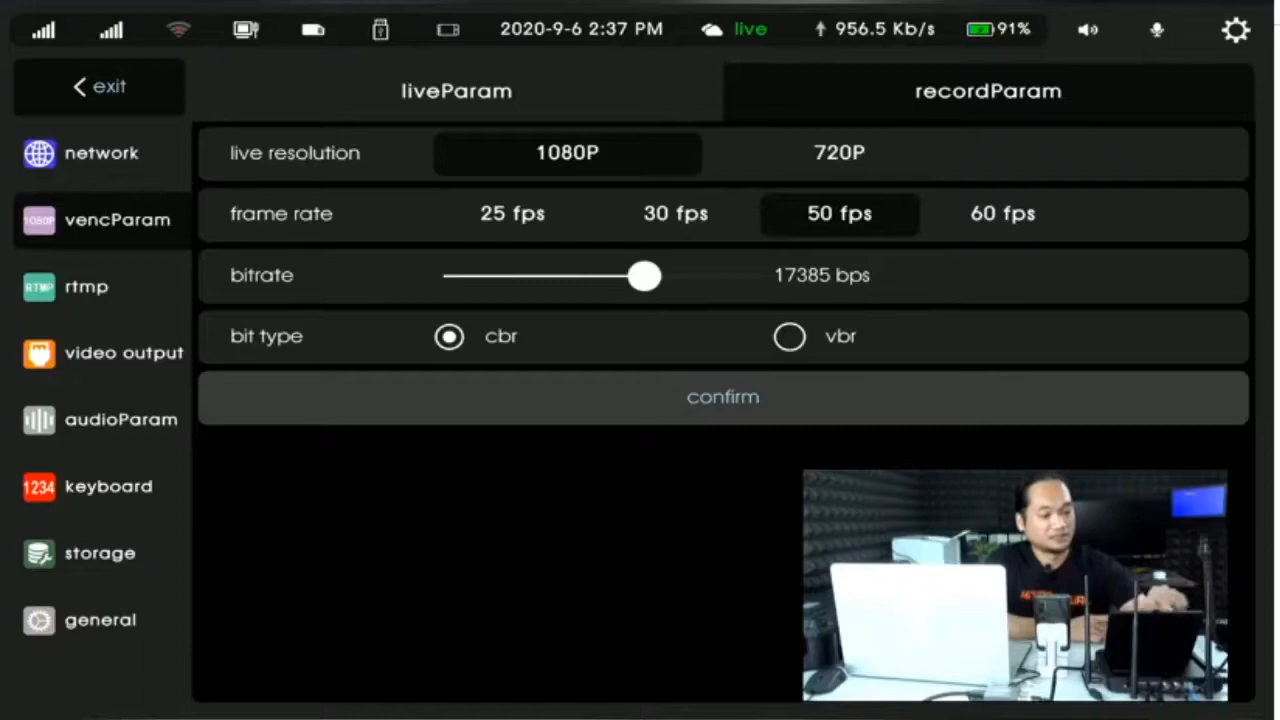 2020-9-6 2:37 PM live 956.5 Kb/s 91%
exit
liveParam
recordParam
network
live resolution 1080P 720P
1080P vencParam
frame rate 25 fps 30 fps 50 fps 60 fps
RTMP rtmp
bitrate 17385 bps
video output
bit type cbr vbr
audioParam
confirm
1234 keyboard
storage
general